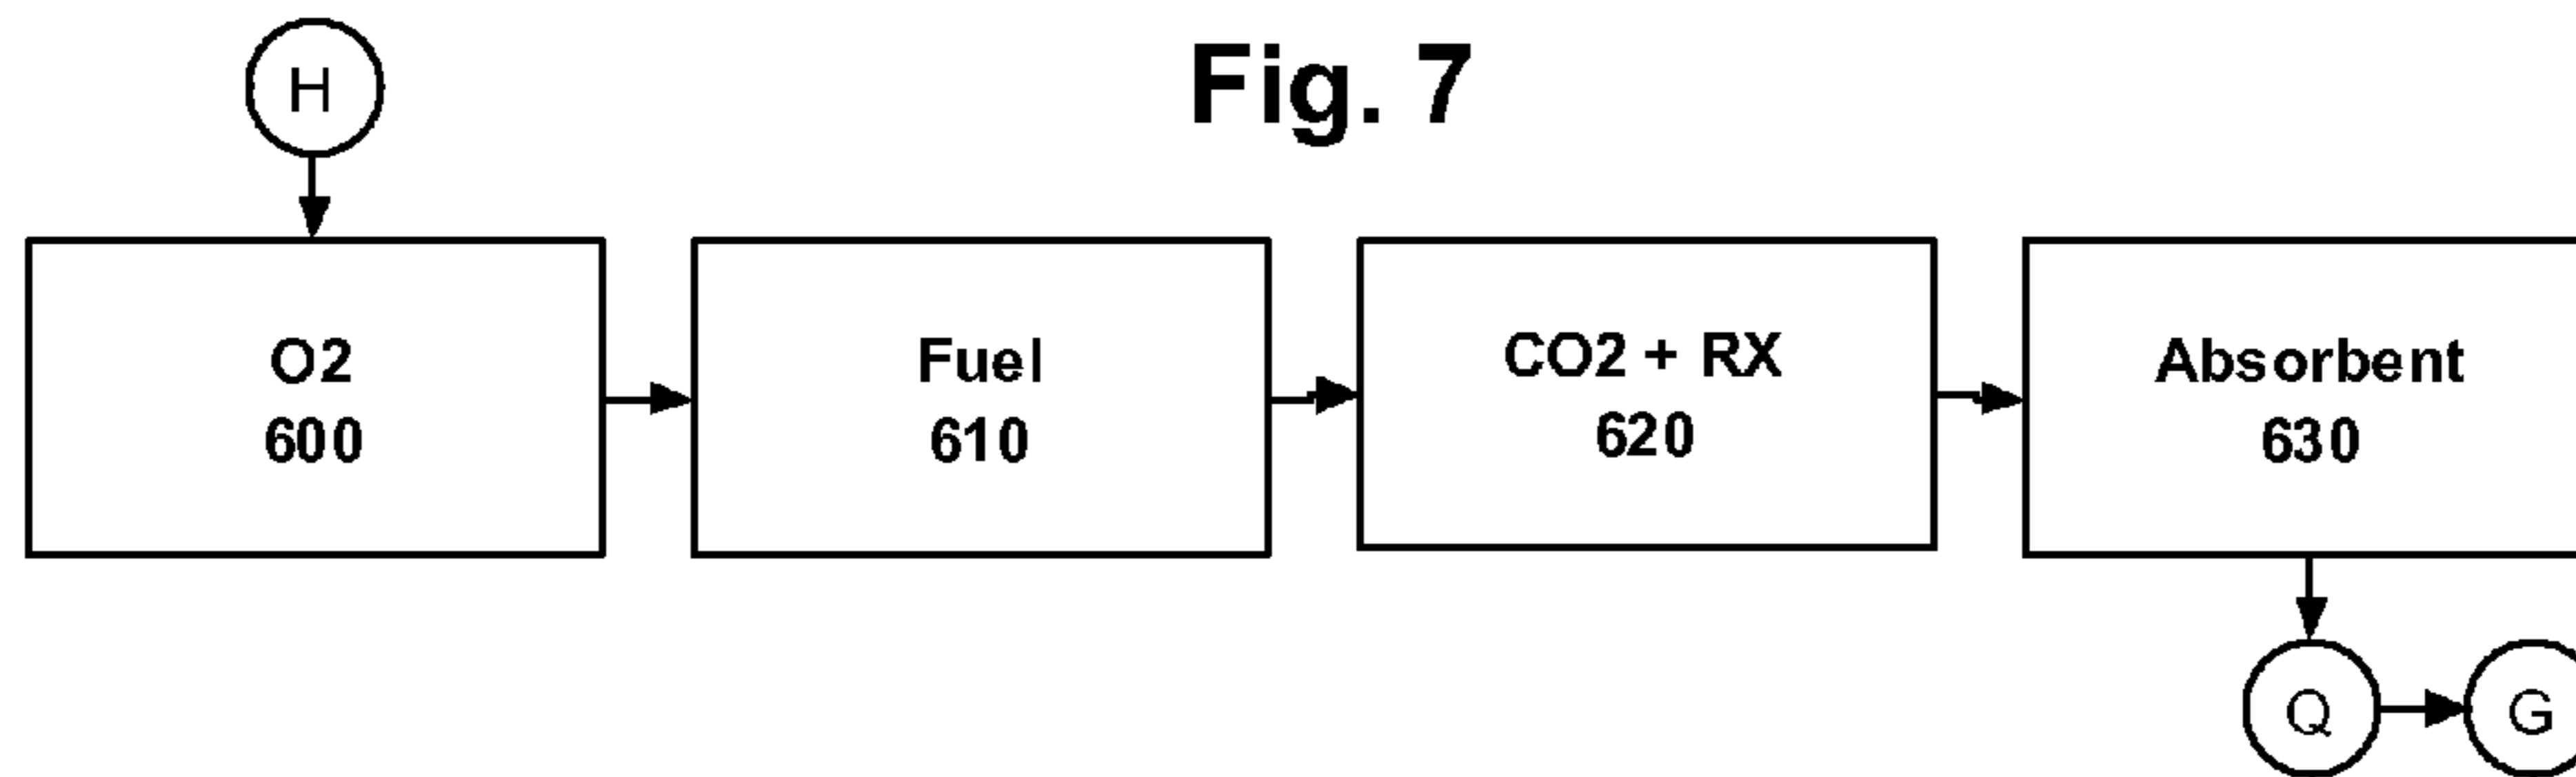 Fig. 7
H
O2
600
Fuel
610
CO2 + RX
620
Absorbent
630
Q
G